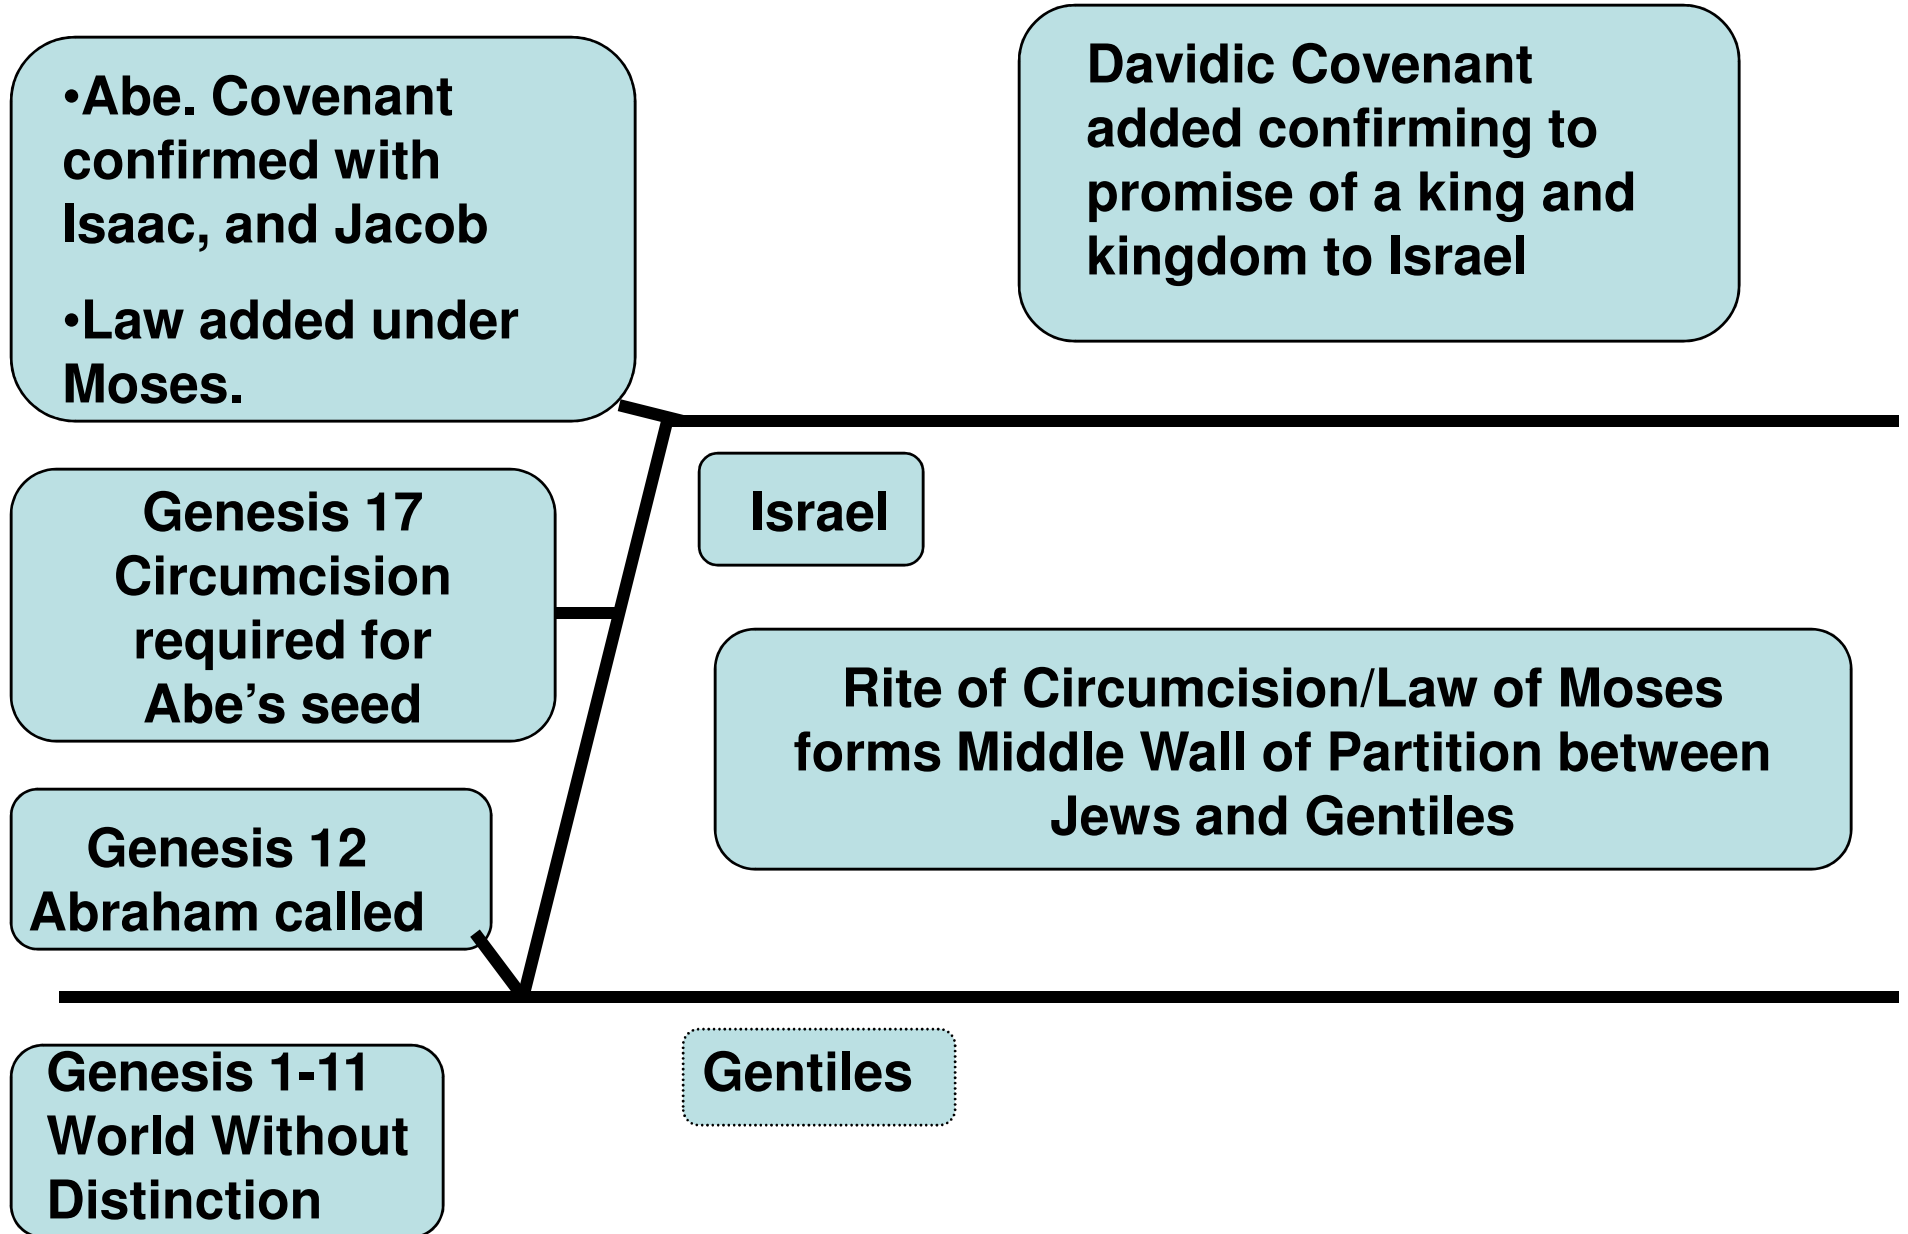 •Abe. Covenant
confirmed with
Isaac, and Jacob
•Law added under
Moses.
Davidic Covenant
added confirming to
promise of a king and
kingdom to Israel
Genesis 17
Circumcision
required for
Abe’s seed
Israel
Rite of Circumcision/Law of Moses
forms Middle Wall of Partition between
Jews and Gentiles
Genesis 12
Abraham called
Genesis 1-11
World Without
Distinction
Gentiles